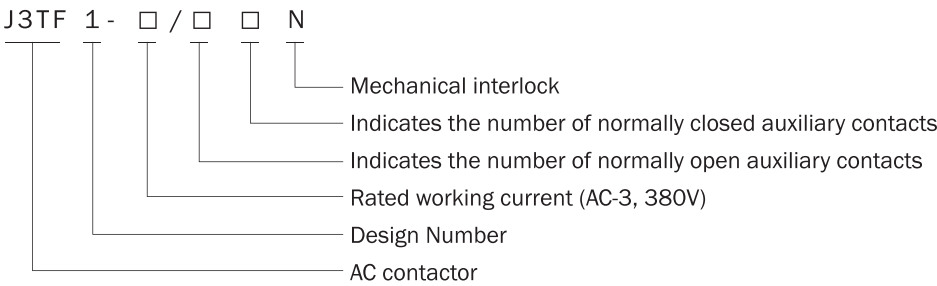 J3TF 1 - □ / □ □ N
Mechanical interlock
Indicates the number of normally closed auxiliary contacts
Indicates the number of normally open auxiliary contacts
Rated working current (AC-3, 380V)
Design Number
AC contactor